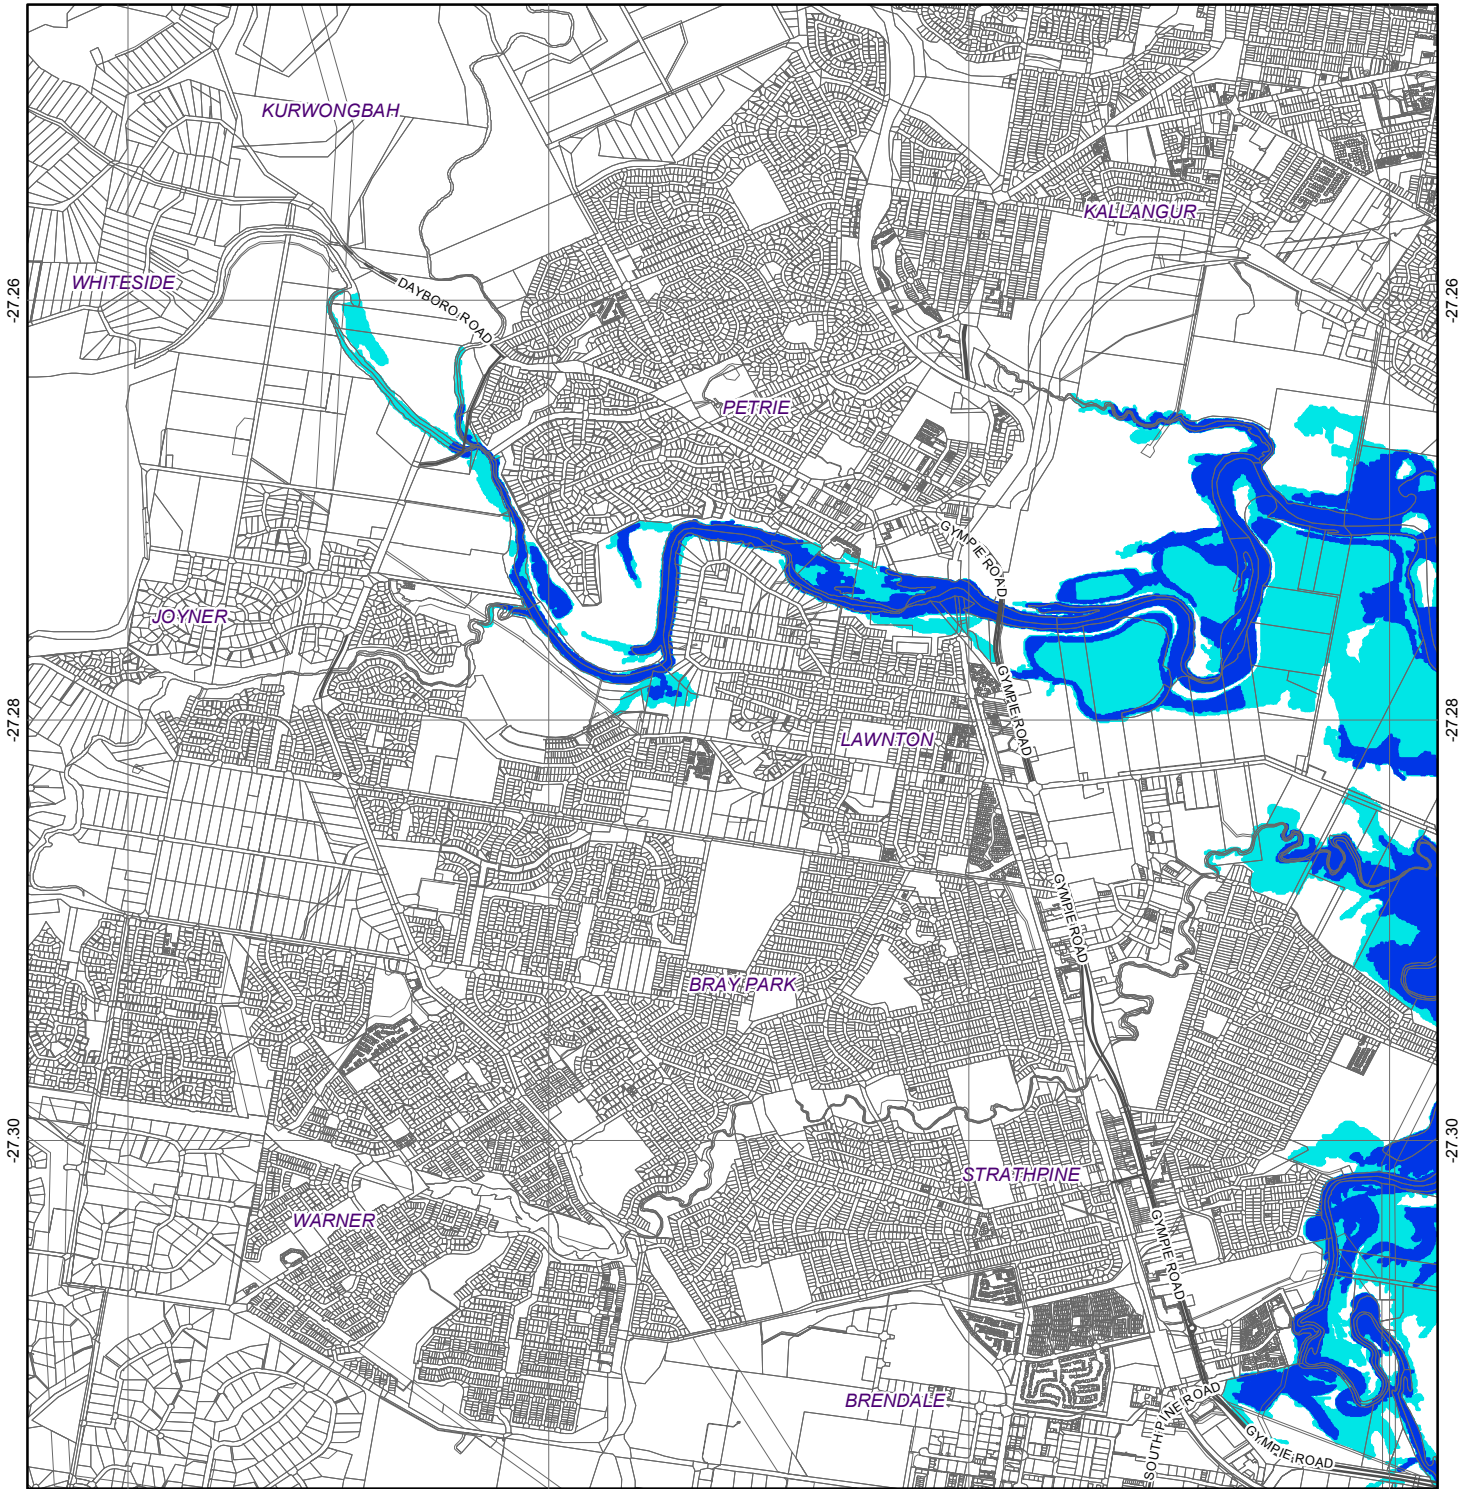 KURWONGBAH
KALLANGUR
WHITESIDE
DAYBORO ROAD
-27.26
-27.26
PETRIE
GYMPIE ROAD
JOYNER
GYMPIE ROAD
-27.28
-27.28
LAWNTON
GYMPIE ROAD
BRAY PARK
-27.30
-27.30
STRATHPINE
WARNER
GYMPIE ROAD
BRENDALE
SOUTH PINE ROAD
GYMPIE ROAD